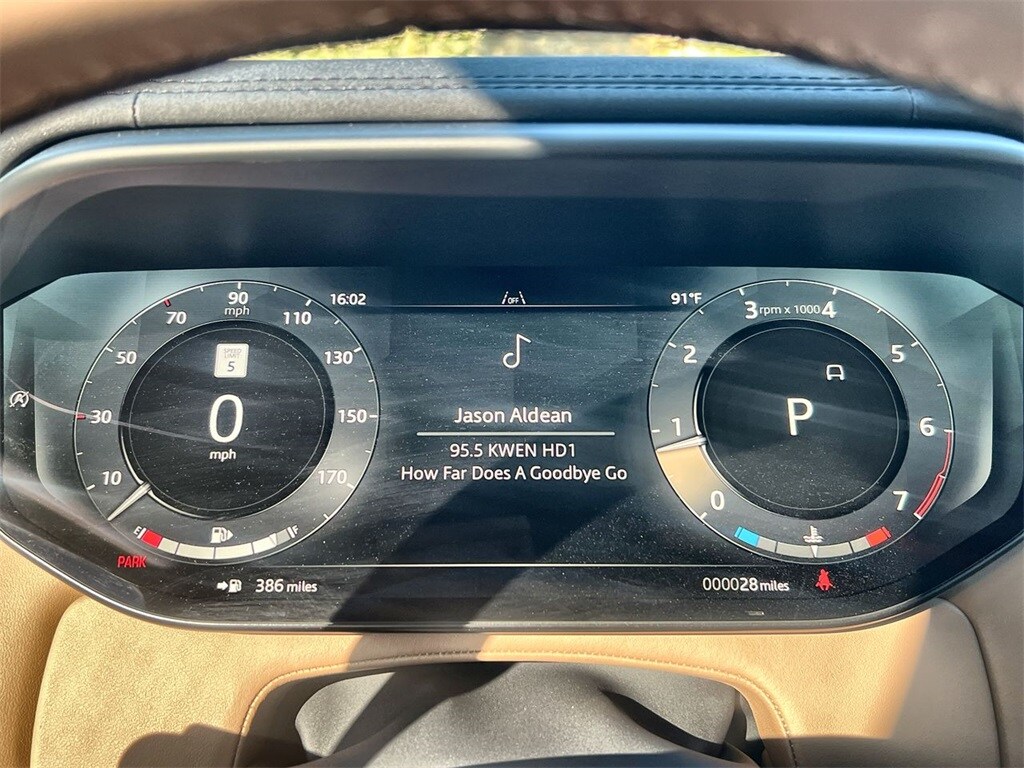 16:02
OFF
91°F
90
mph
70
110
50
130
30
150
10
170
SPEED
LIMIT
5
0
mph
E
F
PARK
386 miles
Jason Aldean
95.5 KWEN HD1
How Far Does A Goodbye Go
3 rpm x 1000 4
2
5
1
6
0
7
P
000028 miles